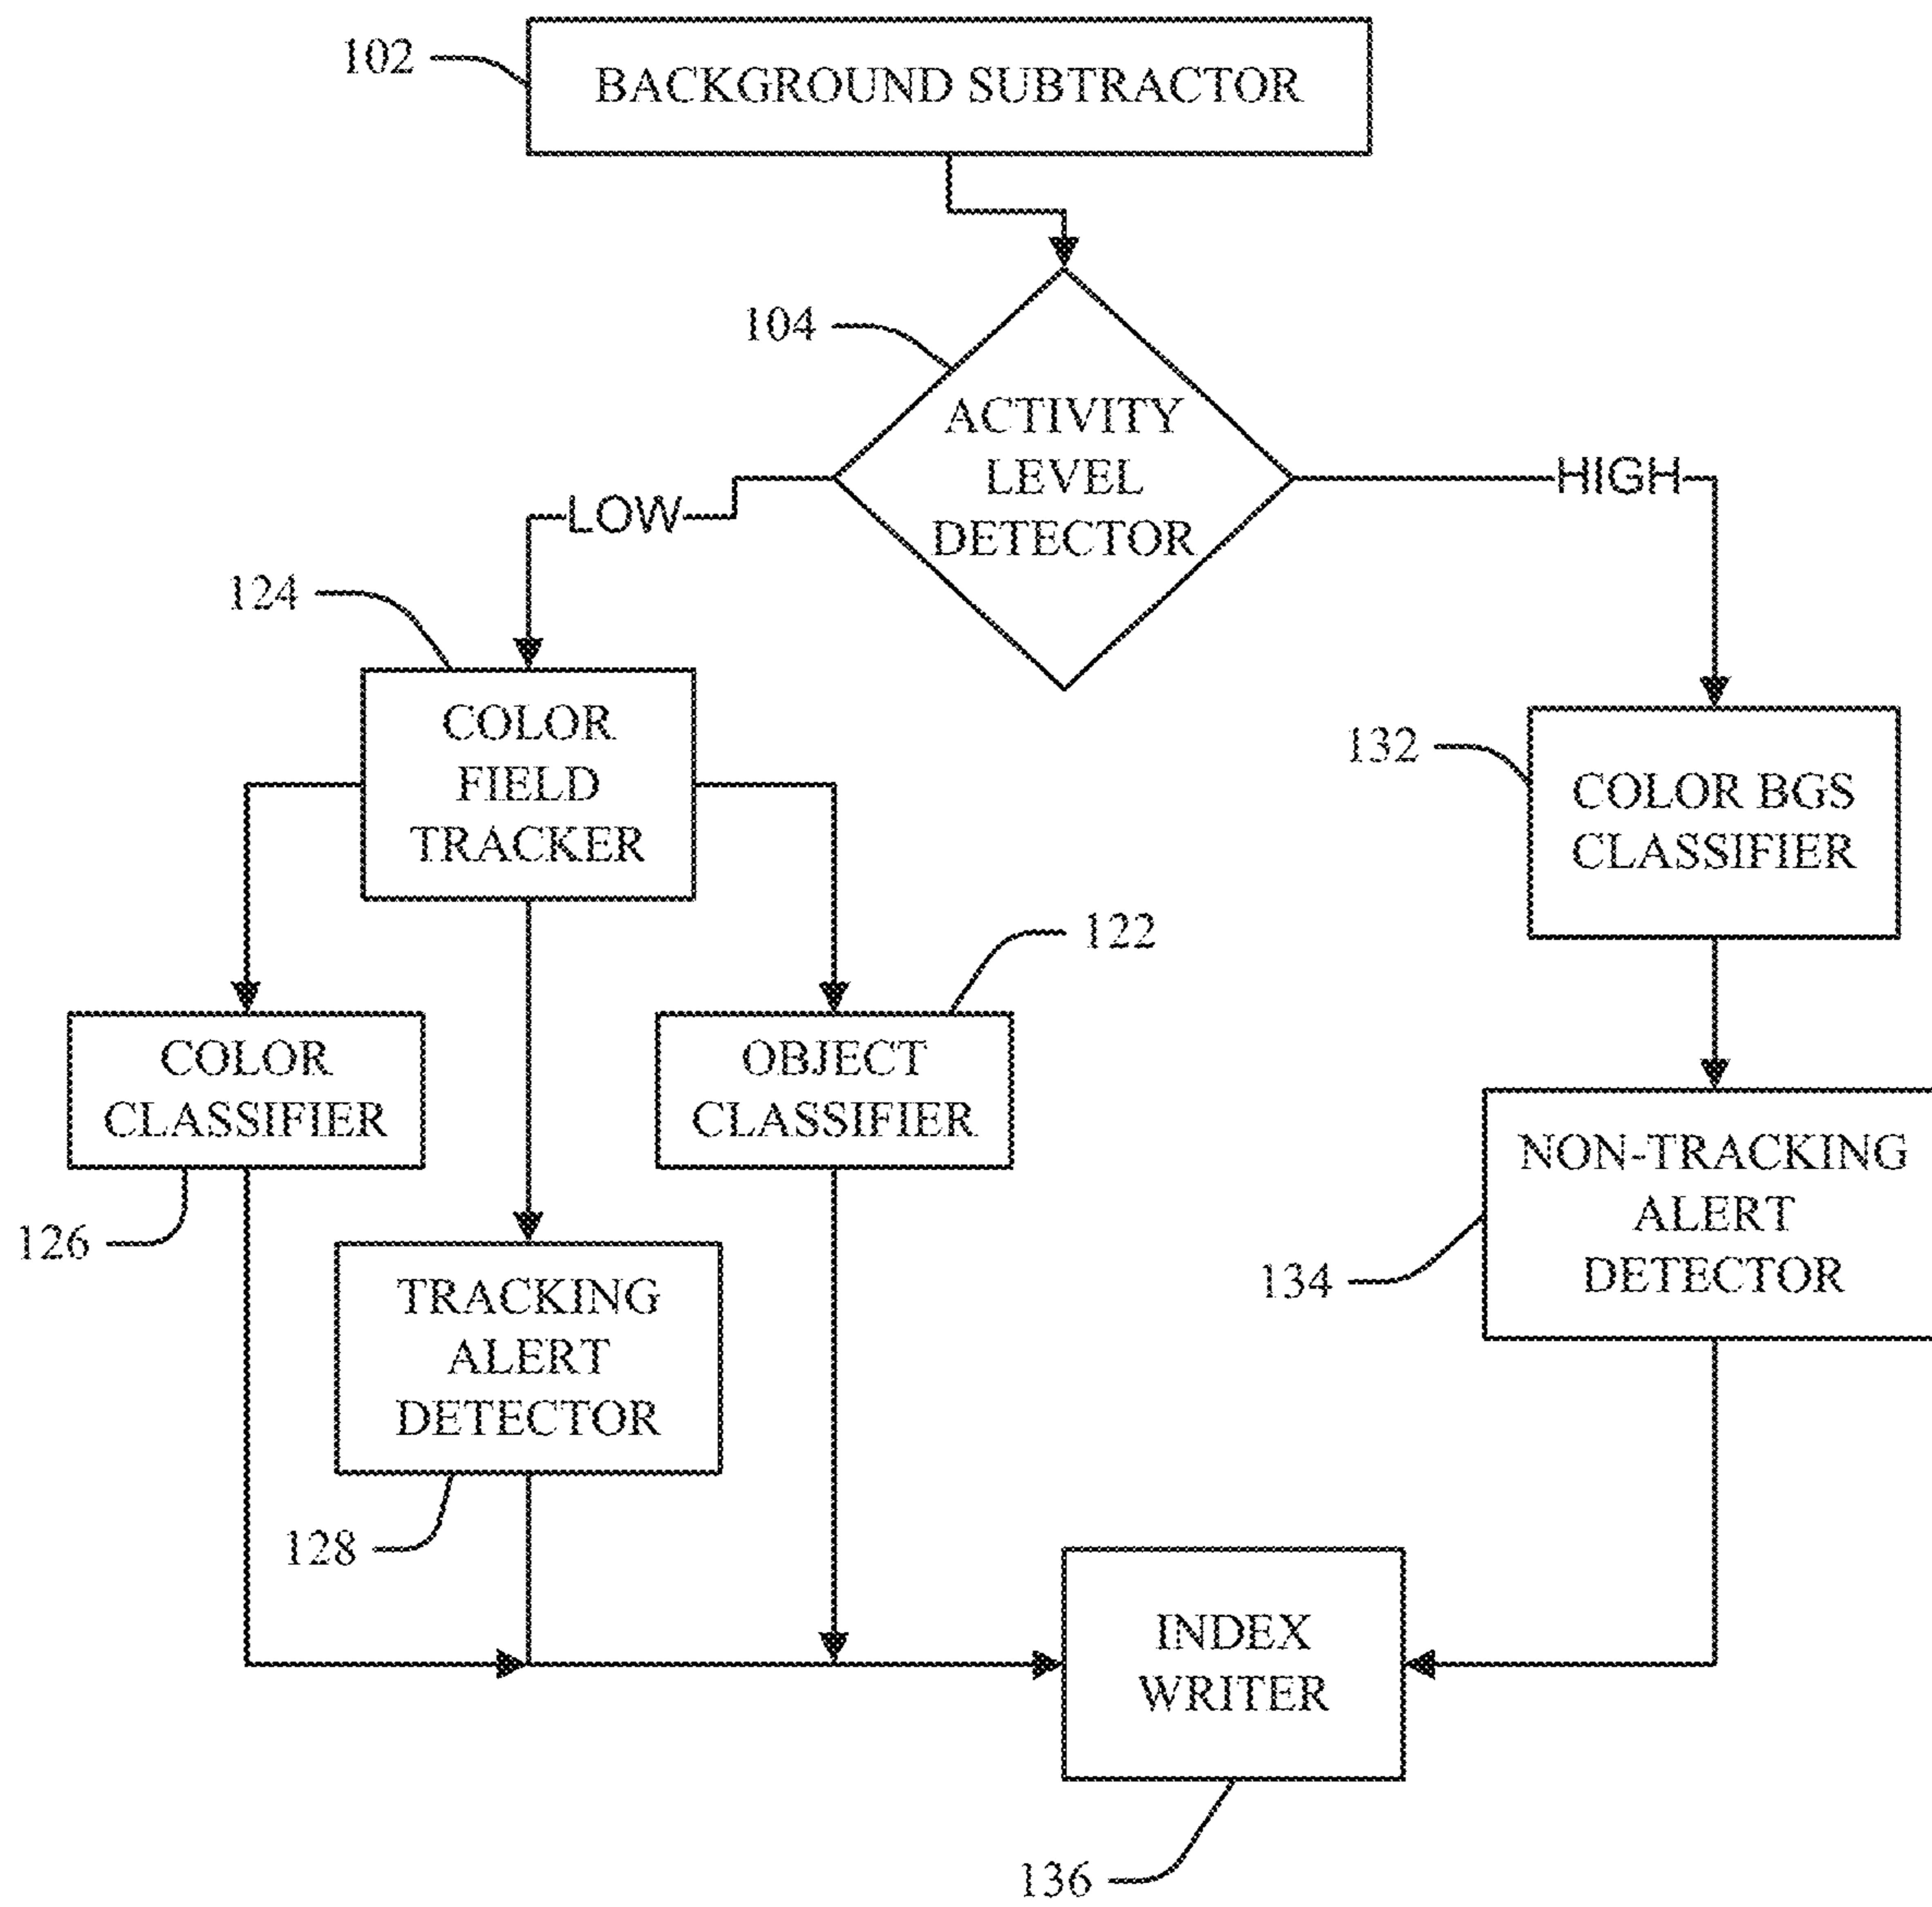 102
BACKGROUND SUBTRACTOR
104
ACTIVITY
LEVEL
DETECTOR
LOW
HIGH
124
COLOR
FIELD
TRACKER
132
COLOR BGS
CLASSIFIER
122
COLOR
CLASSIFIER
OBJECT
CLASSIFIER
126
NON-TRACKING
ALERT
DETECTOR
134
TRACKING
ALERT
DETECTOR
128
INDEX
WRITER
136